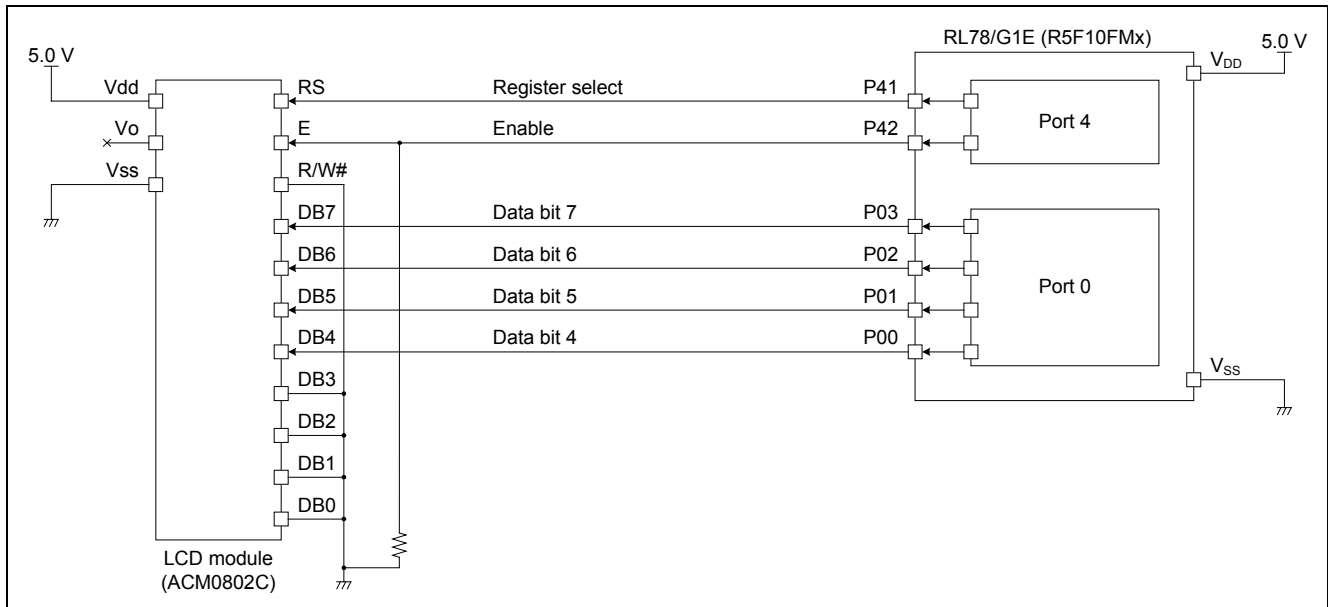 RL78/G1E (R5F10FMx)
5.0 V
5.0 V
VDD
Vdd
RS
Register select
P41
Port 4
Vo
E
Enable
P42
Vss
R/W#
DB7
Data bit 7
P03
DB6
Data bit 6
P02
Port 0
DB5
Data bit 5
P01
DB4
Data bit 4
P00
VSS
DB3
DB2
DB1
DB0
LCD module
(ACM0802C)